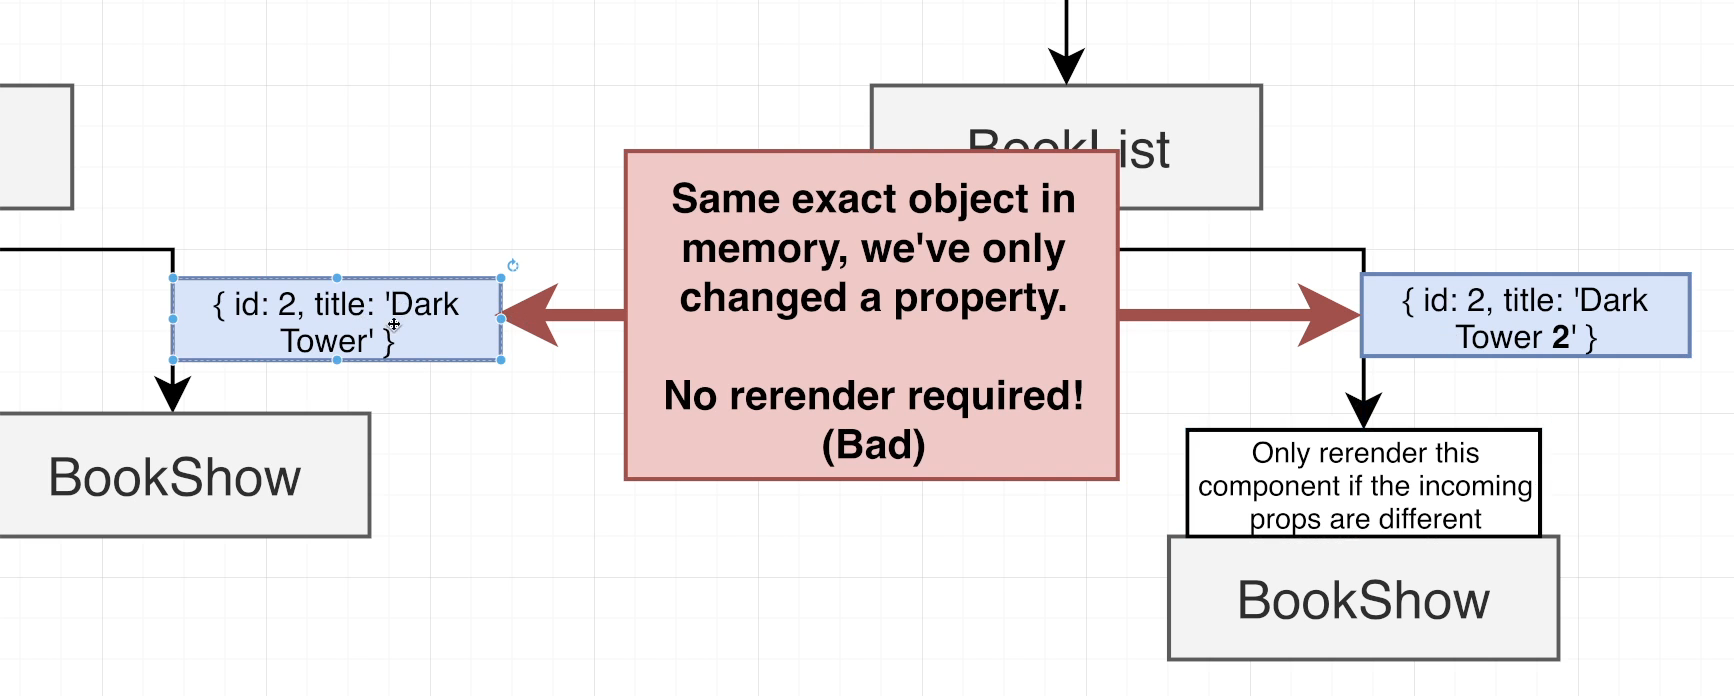 BookList
Same exact object in
memory, we've only
changed a property.
No rerender required!
(Bad)
{ id: 2, title: 'Dark
Tower' }
{ id: 2, title: 'Dark
Tower 2' }
BookShow
Only rerender this
component if the incoming
props are different
BookShow